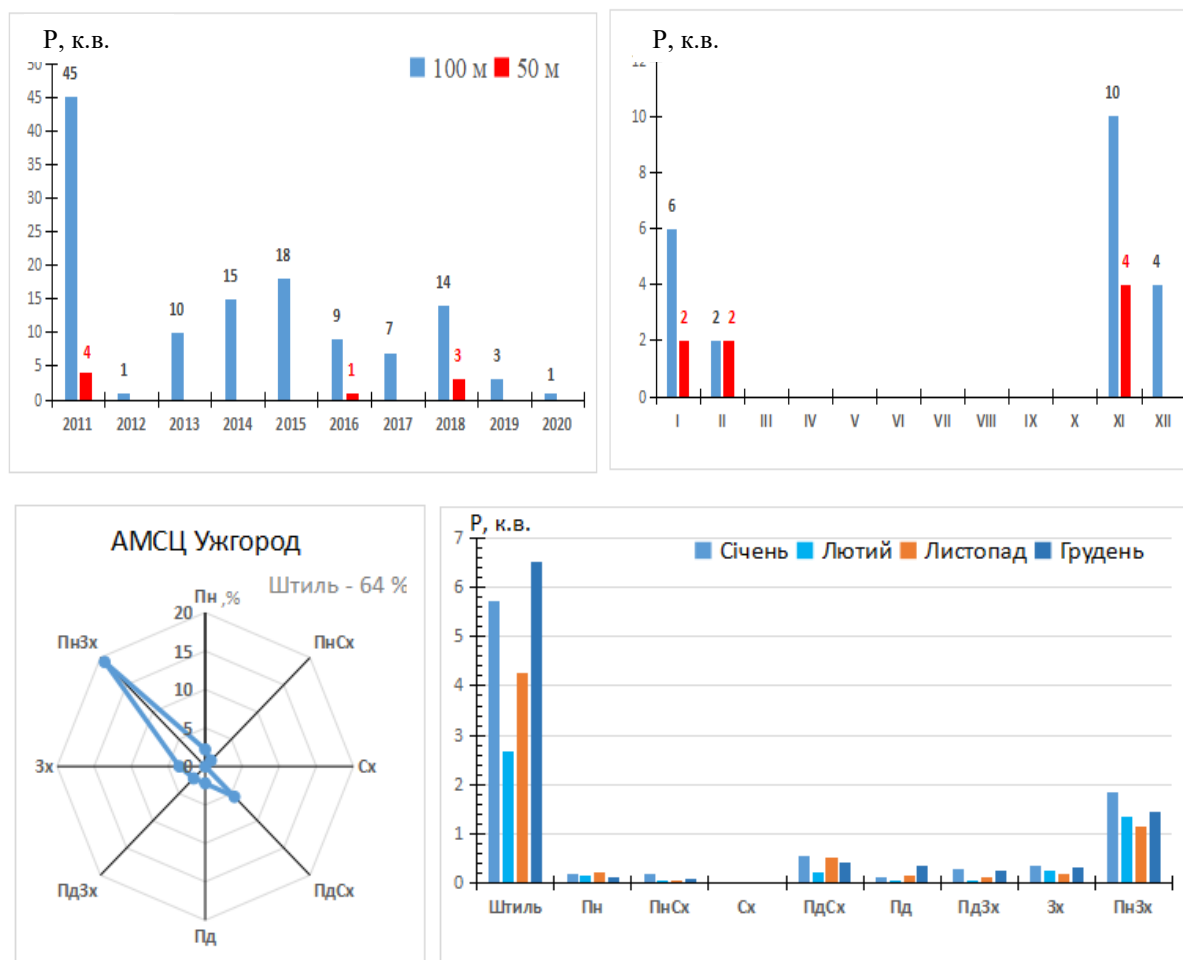 Р, к.в.
100 м 50 м
50
45
40
35
30
25
20
15
10
5
0
45
4
1
10
15
18
9
1
7
14
3
3
1
2011 2012 2013 2014 2015 2016 2017 2018 2019 2020
Р, к.в.
12
10
8
6
4
2
0
6
2
2
2
10
4
4
I II III IV V VI VII VIII IX X XI XII
АМСЦ Ужгород
Штиль - 64 %
Пн ,%
20
15
10
5
0
ПнЗх
ПнСх
Зх
Сх
ПдЗх
ПдСх
Пд
Р, к.в.
Січень Лютий Листопад Грудень
7
6
5
4
3
2
1
0
Штиль Пн ПнСх Сх ПдСх Пд ПдЗх Зх ПнЗх